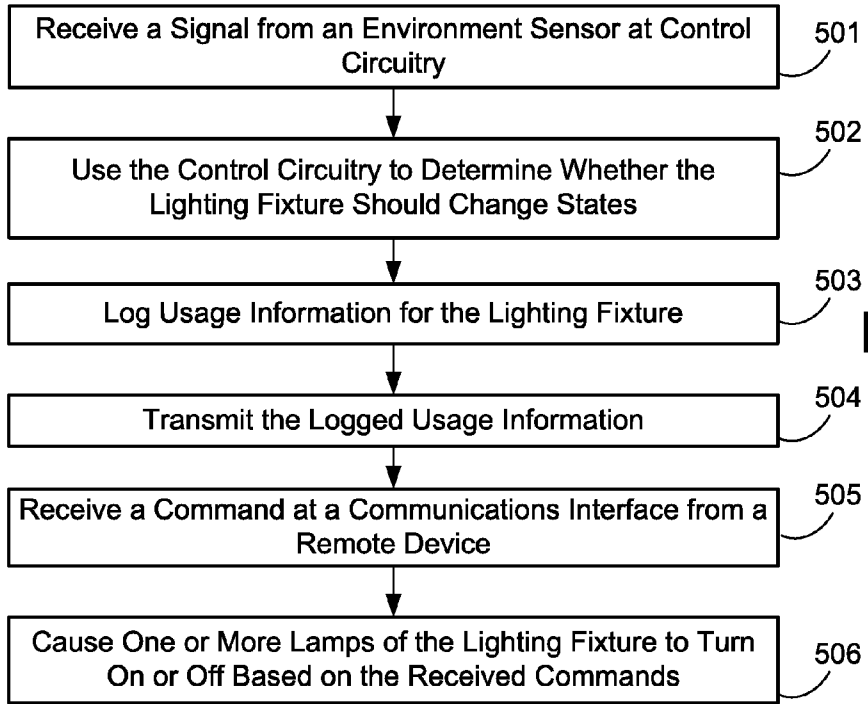 Receive a Signal from an Environment Sensor at Control
Circuitry
501
502
Use the Control Circuitry to Determine Whether the
Lighting Fixture Should Change States
503
Log Usage Information for the Lighting Fixture
504
Transmit the Logged Usage Information
505
Receive a Command at a Communications Interface from a
Remote Device
Cause One or More Lamps of the Lighting Fixture to Turn
On or Off Based on the Received Commands
506